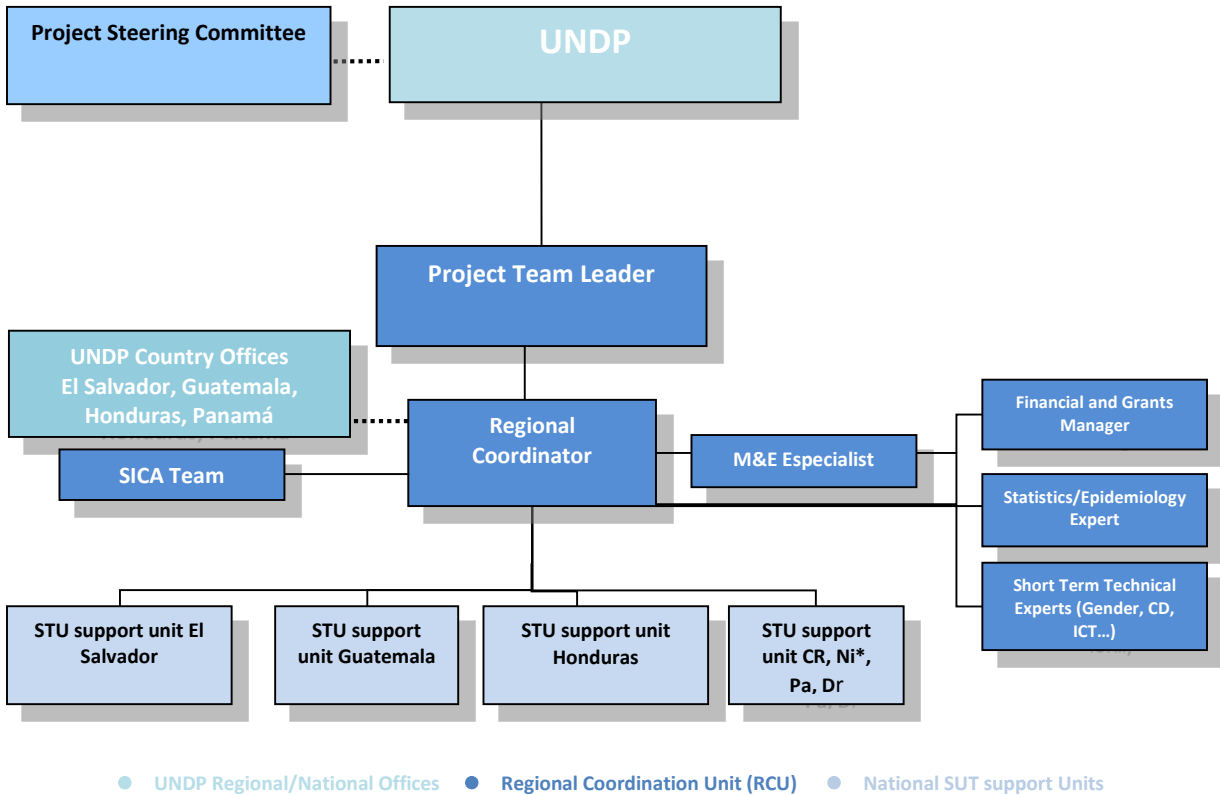 Project Steering Committee
UNDP
Project Team Leader
UNDP Country Offices
El Salvador, Guatemala,
Honduras, Panamá
SICA Team
Regional
Coordinator
M&E Especialist
Financial and Grants
Manager
Statistics/Epidemiology
Expert
Short Term Technical
Experts (Gender, CD,
ICT...)
STU support unit El
Salvador
STU support
unit Guatemala
STU support unit
Honduras
STU support
unit CR, Ni*,
Pa, Dr
UNDP Regional/National Offices
Regional Coordination Unit (RCU)
National SUT support Units